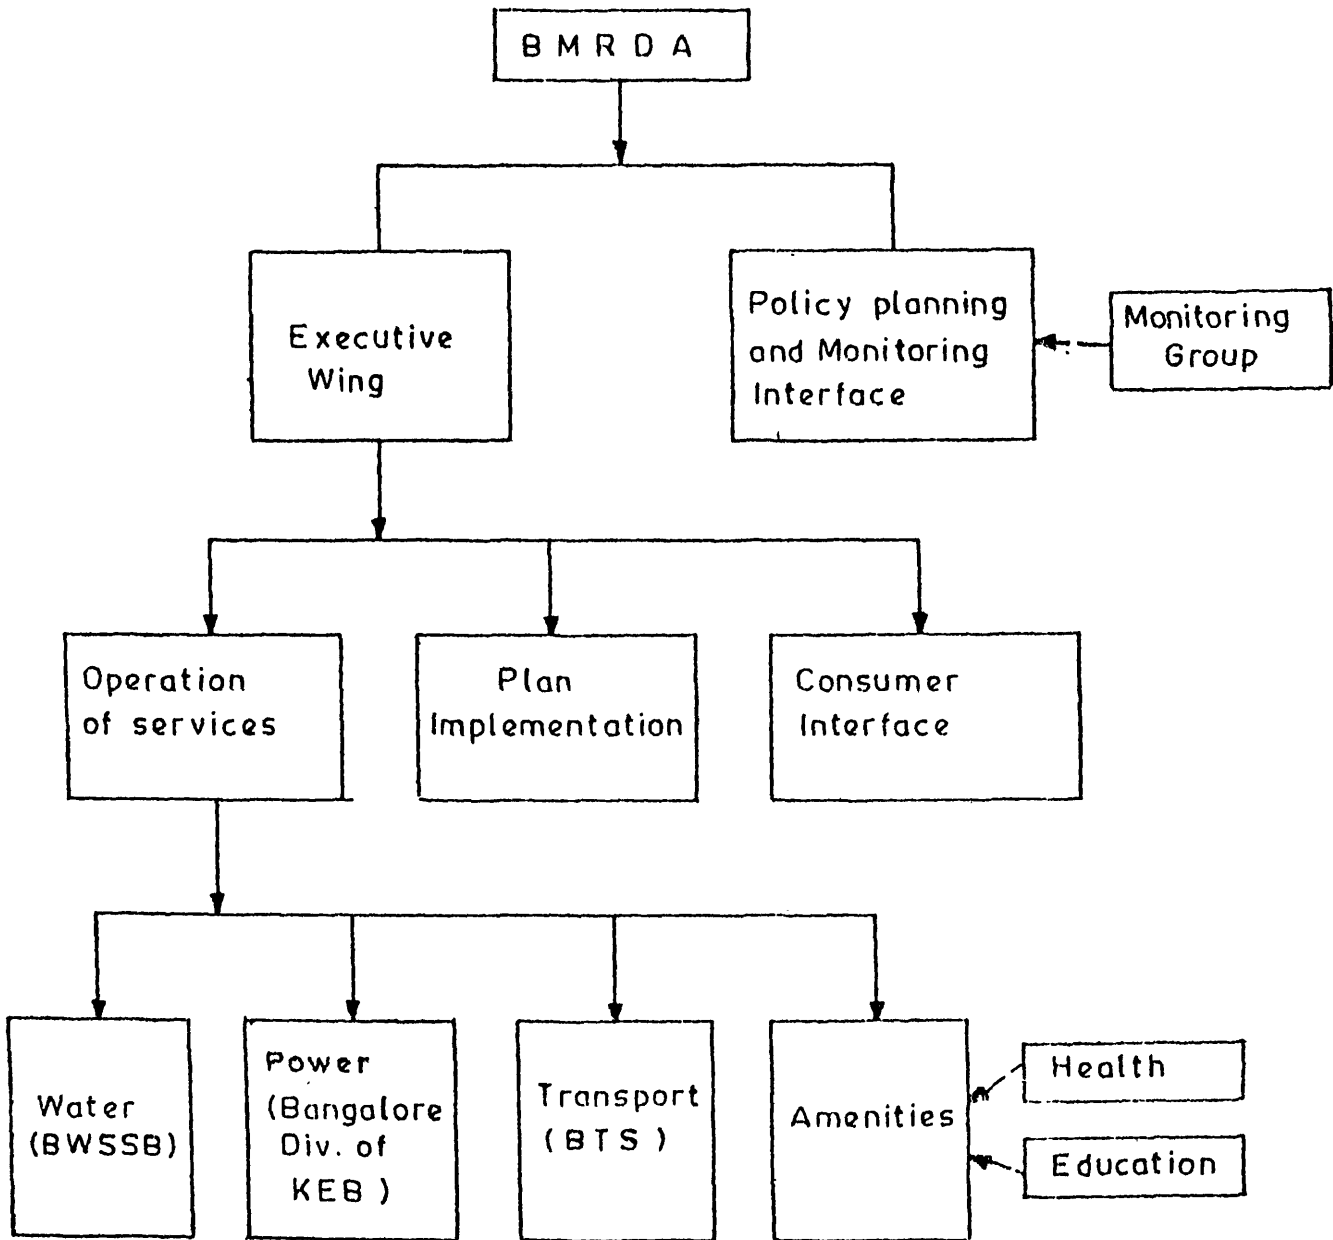 BMRDA
Executive
Wing
Policy planning
and Monitoring
Interface
Monitoring
Group
Operation
of services
Plan
Implementation
Consumer
Interface
Water
(BWSSB)
Power
(Bangalore
Div. of
KEB )
Transport
(BTS )
Amenities
Health
Education